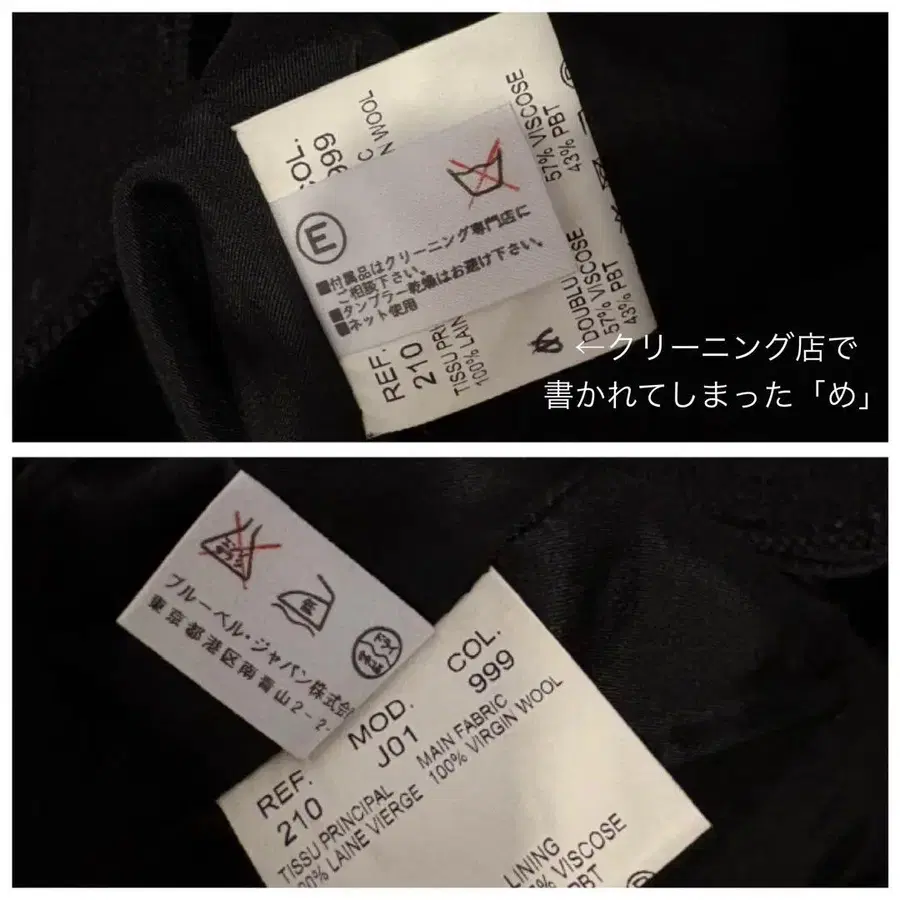 COL.
999
N WOOL
57% VISCOSE
43% PBT
E
■付属品はクリーニング専門店に
ご相談下さい。
■タンブラー乾燥はお避け下さい。
■ネット使用
REF.
210
TISSU PRI
100% LAIN
DOUBLU
57% VISCOSE
43% PBT
め
←クリーニング店で
書かれてしまった「め」
ブルーベル・ジャパン株式会
東京都港区南青山2-2
REF.
210
MOD.
J01
COL.
999
TISSU PRINCIPAL
100% LAINE VIERGE
MAIN FABRIC
100% VIRGIN WOOL
LINING
% VISCOSE
PBT